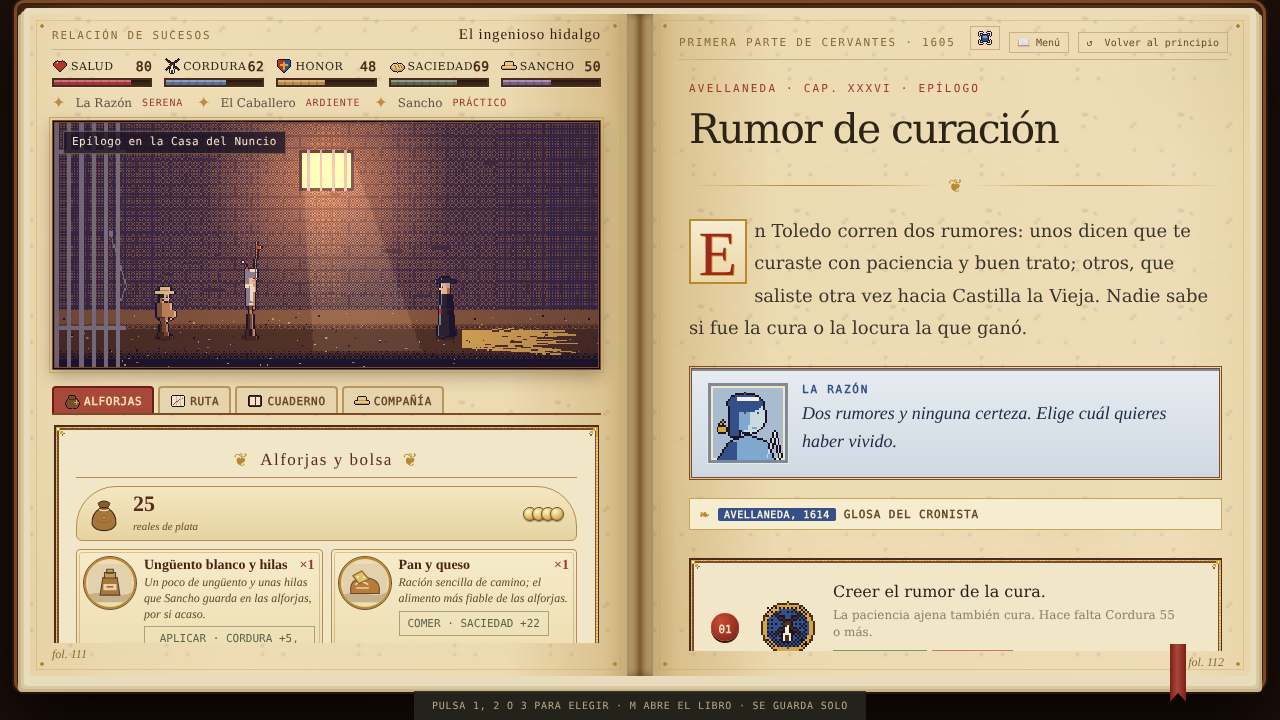 RELACIÓN DE SUCESOS
El ingenioso hidalgo
SALUD 80
CORDURA 62
HONOR 48
SACIEDAD 69
SANCHO 50
La Razón SERENA
El Caballero ARDIENTE
Sancho PRÁCTICO
Epílogo en la Casa del Nuncio
ALFORJAS
RUTA
CUADERNO
COMPAÑÍA
Alforjas y bolsa
25
reales de plata
Ungüento blanco y hilas ×1
Un poco de ungüento y unas hilas
que Sancho guarda en las alforjas,
por si acaso.
APLICAR · CORDURA +5,
Pan y queso ×1
Ración sencilla de camino; el
alimento más fiable de las alforjas.
COMER · SACIEDAD +22
fol. 111
PRIMERA PARTE DE CERVANTES · 1605
Menú
↺ Volver al principio
AVELLANEDA · CAP. XXXVI · EPÍLOGO
Rumor de curación
En Toledo corren dos rumores: unos dicen que te
curaste con paciencia y buen trato; otros, que
saliste otra vez hacia Castilla la Vieja. Nadie sabe
si fue la cura o la locura la que ganó.
LA RAZÓN
Dos rumores y ninguna certeza. Elige cuál quieres
haber vivido.
AVELLANEDA, 1614 GLOSA DEL CRONISTA
01
Creer el rumor de la cura.
La paciencia ajena también cura. Hace falta Cordura 55
o más.
fol. 112
PULSA 1, 2 O 3 PARA ELEGIR · M ABRE EL LIBRO · SE GUARDA SOLO